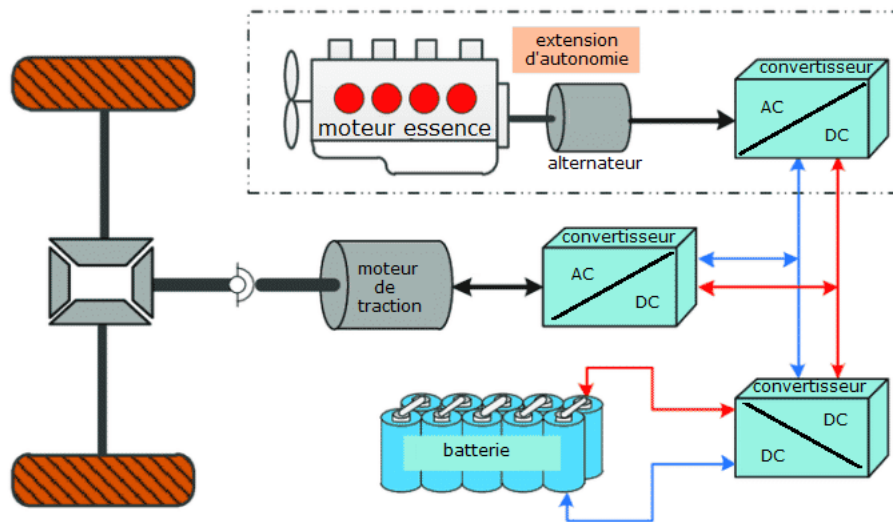 extension
d'autonomie
convertisseur
AC
DC
moteur essence
alternateur
convertisseur
AC
DC
moteur
de
traction
convertisseur
DC
DC
batterie